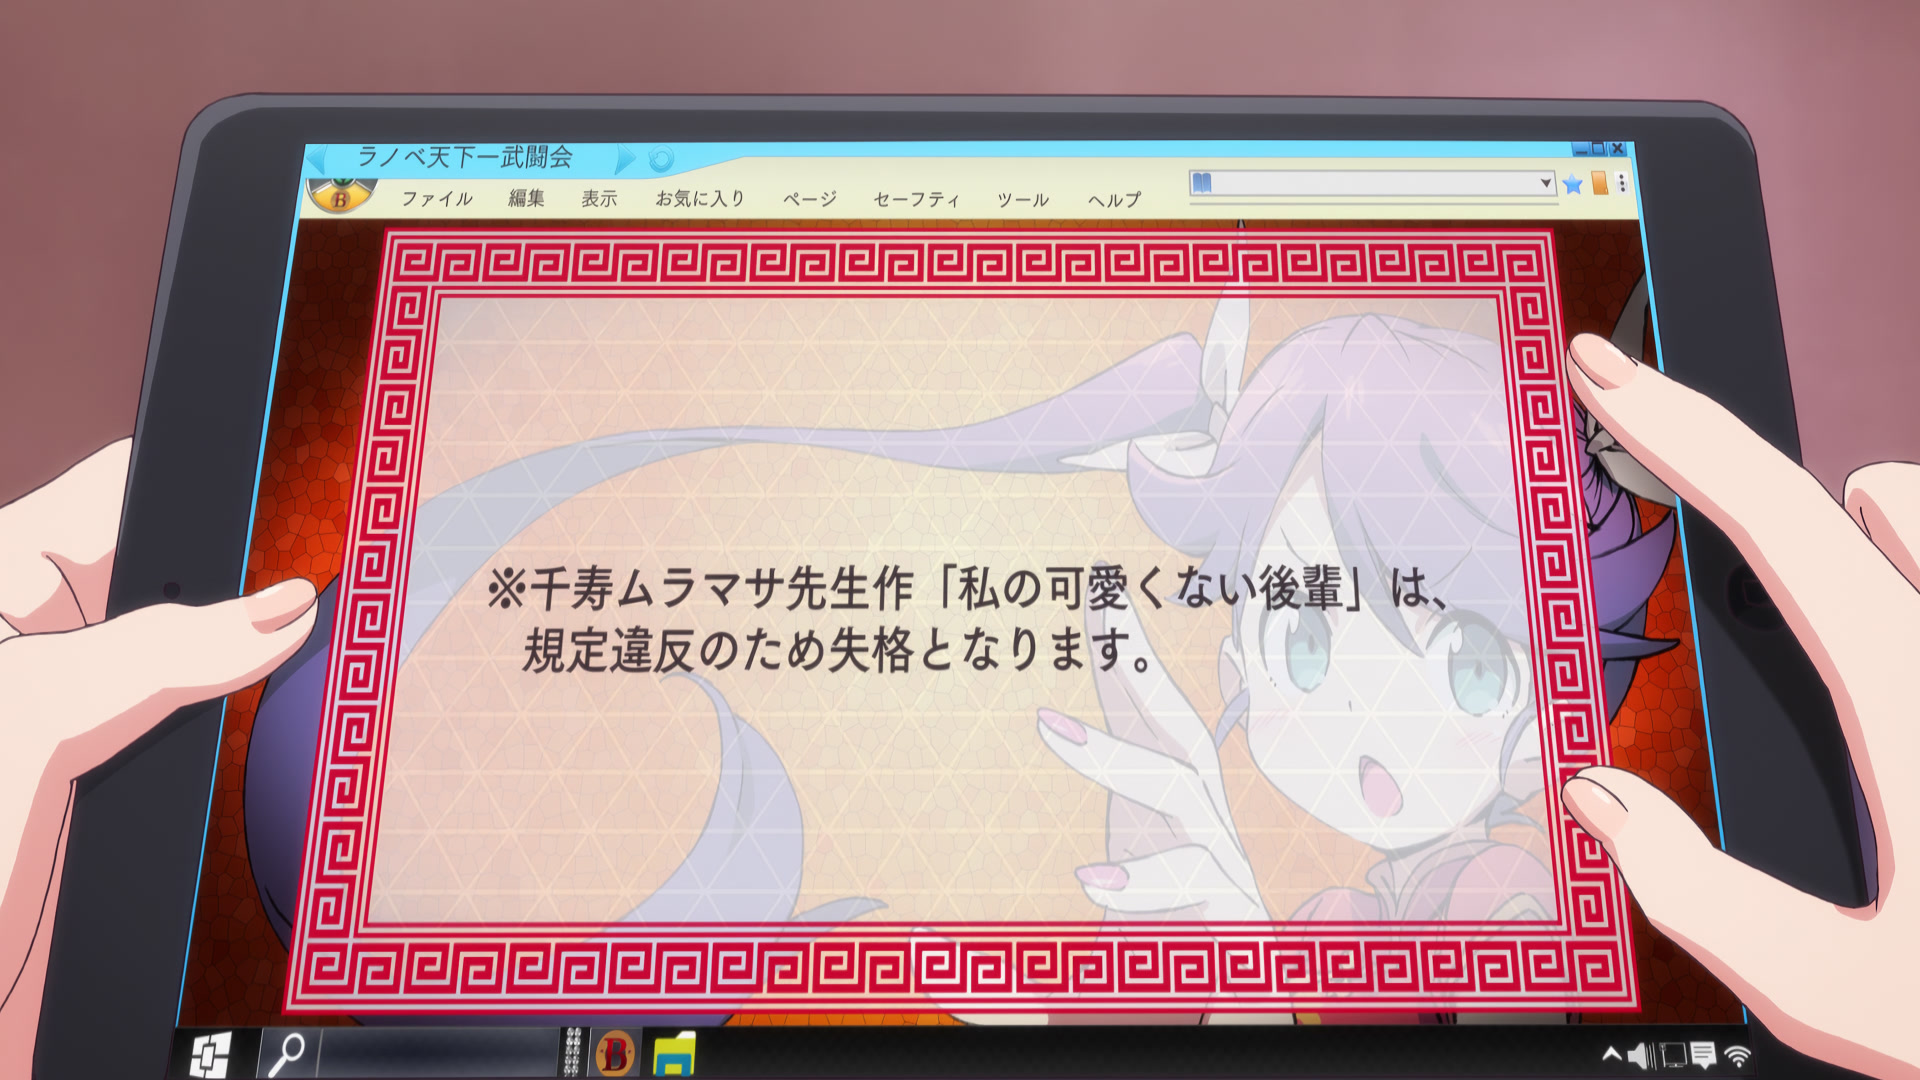 ラノベ天下一武闘会
ファイル 編集 表示 お気に入り ページ セーフティ ツール ヘルプ
B
※千寿ムラマサ先生作「私の可愛くない後輩」は、
規定違反のため失格となります。
B